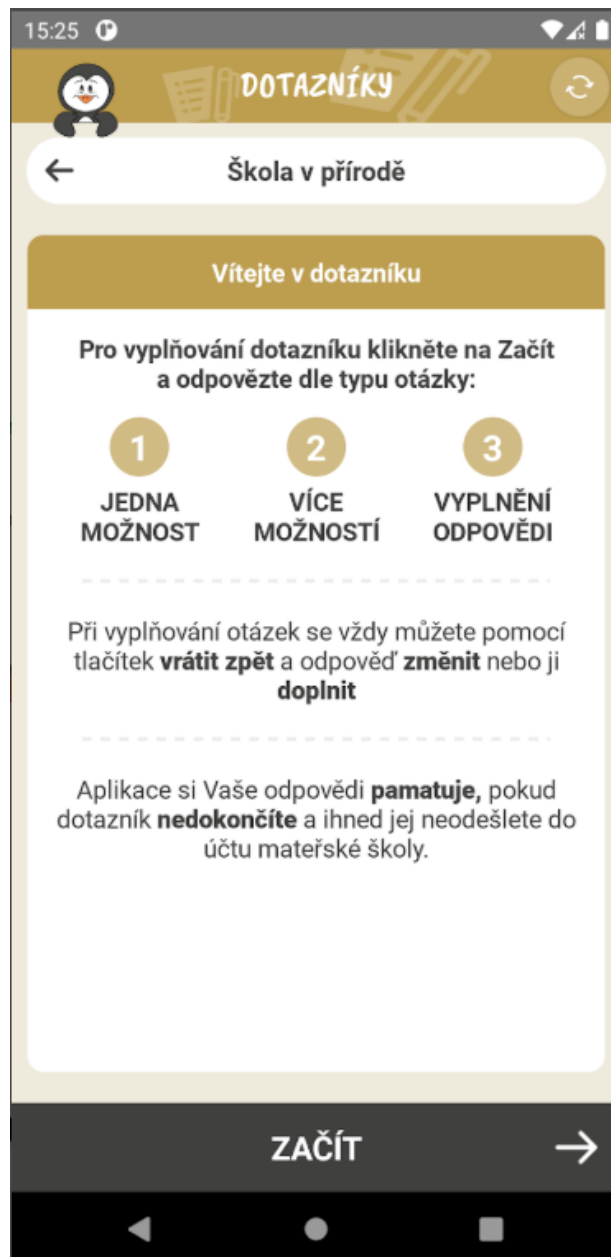 15:25
DOTAZNÍKY
Škola v přírodě
Vítejte v dotazníku
Pro vyplňování dotazníku klikněte na Začít
a odpovězte dle typu otázky:
1 2 3
JEDNA VÍCE VYPLNĚNÍ
MOŽNOST MOŽNOSTÍ ODPOVĚDI
Při vyplňování otázek se vždy můžete pomocí
tlačítek vrátit zpět a odpověď změnit nebo ji
doplnit
Aplikace si Vaše odpovědi pamatuje, pokud
dotazník nedokončíte a ihned jej neodešlete do
účtu mateřské školy.
ZAČÍT